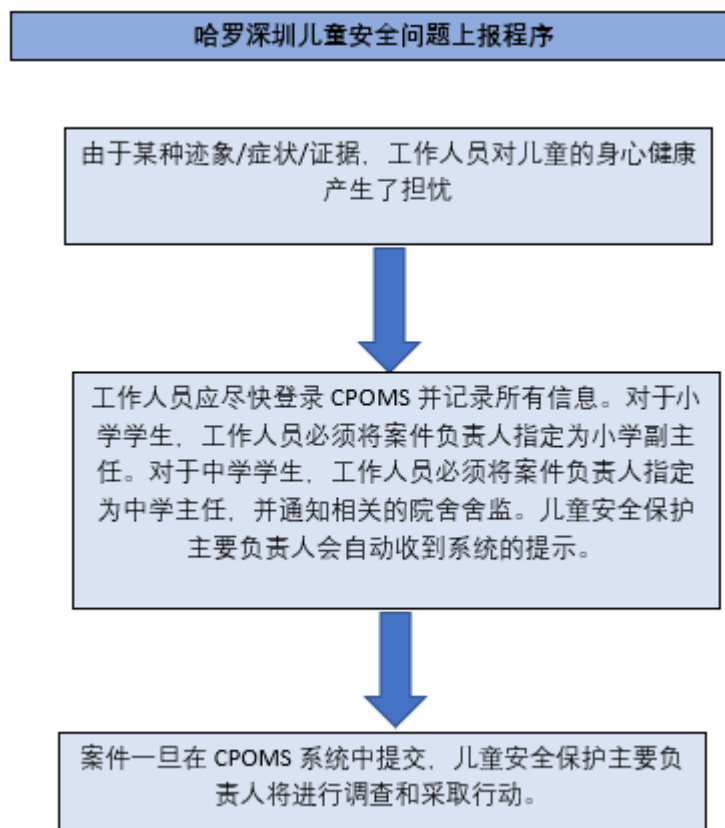 哈罗深圳儿童安全问题上报程序
由于某种迹象/症状/证据，工作人员对儿童的身心健康
产生了担忧
工作人员应尽快登录 CPOMS 并记录所有信息。对于小
学学生，工作人员必须将案件负责人指定为小学副主
任。对于中学学生，工作人员必须将案件负责人指定
为中学主任，并通知相关的院舍舍监。儿童安全保护
主要负责人会自动收到系统的提示。
案件一旦在 CPOMS 系统中提交，儿童安全保护主要负
责人将进行调查和采取行动。